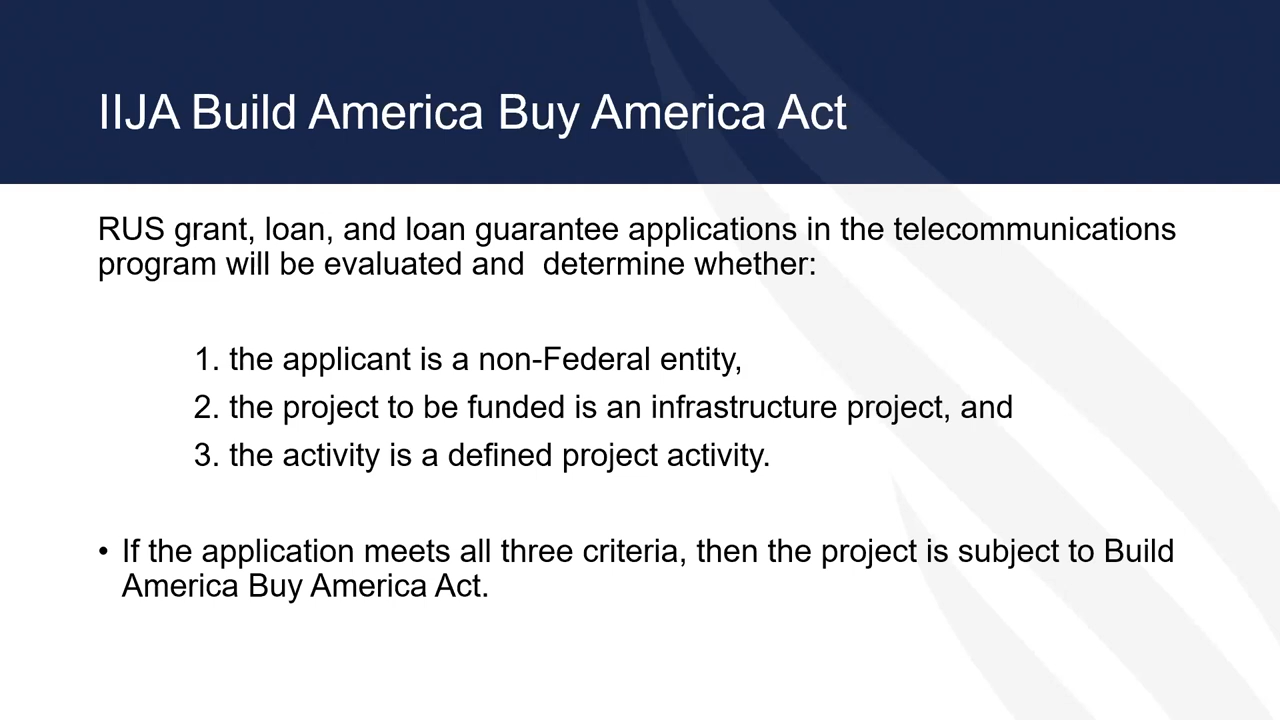 IIJA Build America Buy America Act
RUS grant, loan, and loan guarantee applications in the telecommunications
program will be evaluated and  determine whether:
1. the applicant is a non-Federal entity,
2. the project to be funded is an infrastructure project, and
3. the activity is a defined project activity.
• If the application meets all three criteria, then the project is subject to Build
America Buy America Act.